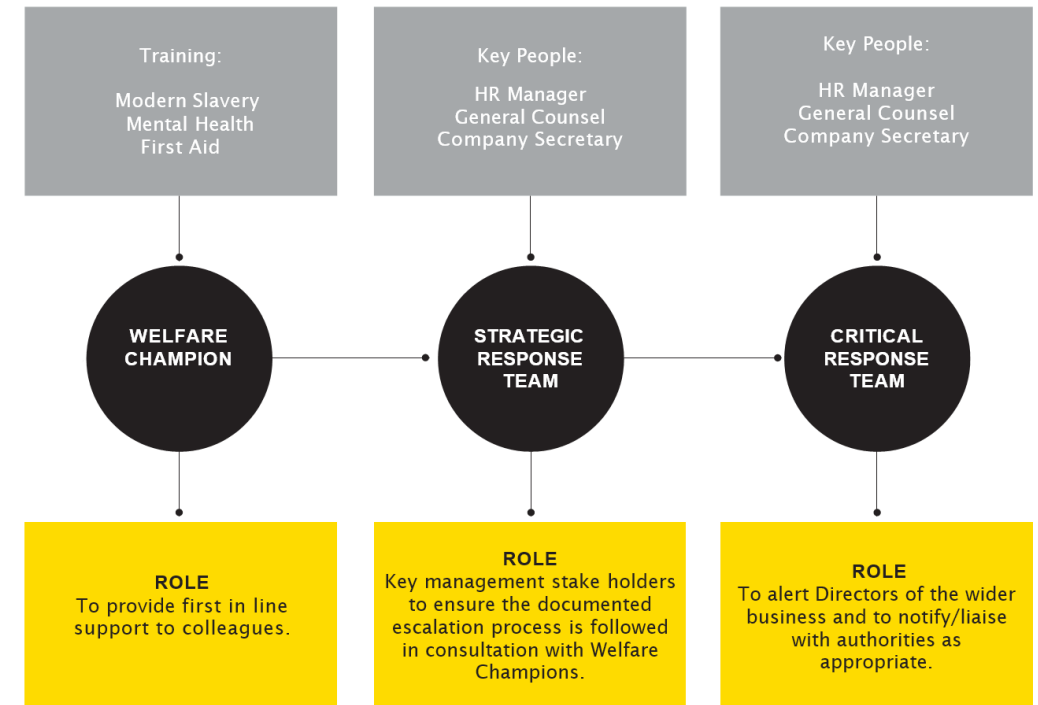 Training:
Modern Slavery
Mental Health
First Aid
Key People:
HR Manager
General Counsel
Company Secretary
Key People:
HR Manager
General Counsel
Company Secretary
WELFARE
CHAMPION
STRATEGIC
RESPONSE
TEAM
CRITICAL
RESPONSE
TEAM
ROLE
To provide first in line
support to colleagues.
ROLE
Key management stake holders
to ensure the documented
escalation process is followed
in consultation with Welfare
Champions.
ROLE
To alert Directors of the wider
business and to notify/liaise
with authorities as
appropriate.